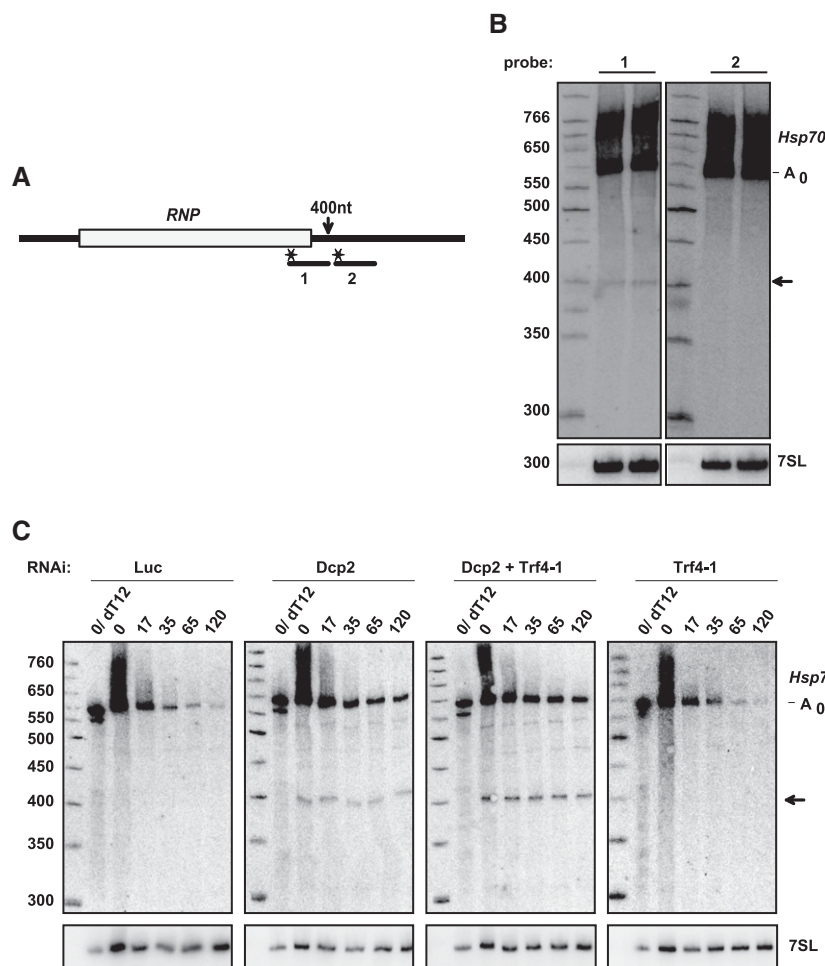 A
RNP
400nt
1
2
B
probe: 1 2
766
650
550
500
450
400
350
300
Hsp70
A 0
300
7SL
C
RNAi: Luc Dcp2 Dcp2 + Trf4-1 Trf4-1
0/ dT12 0 17 35 65 120 0/ dT12 0 17 35 65 120 0/ dT12 0 17 35 65 120 0/ dT12 0 17 35 65 120
760
650
550
500
450
400
350
300
Hsp7
A 0
7SL